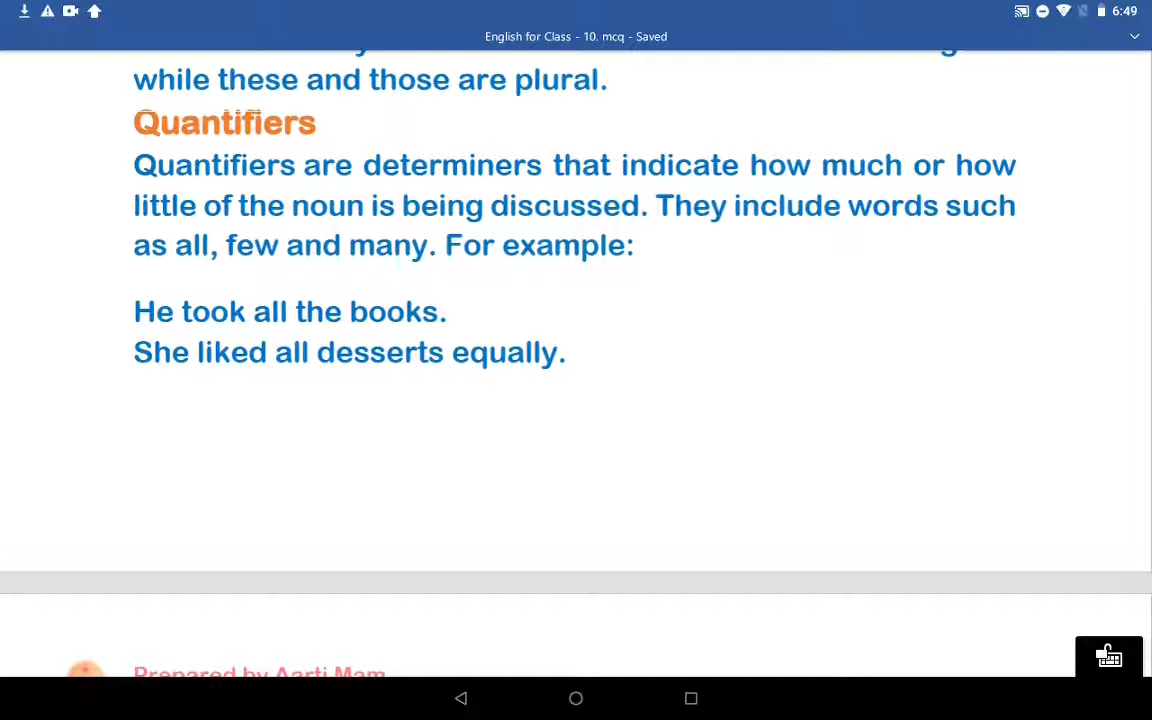 6:49
English for Class - 10. mcq - Saved
while these and those are plural.
Quantifiers
Quantifiers are determiners that indicate how much or how
little of the noun is being discussed. They include words such
as all, few and many. For example:
He took all the books.
She liked all desserts equally.
Prepared by Aarti Mam